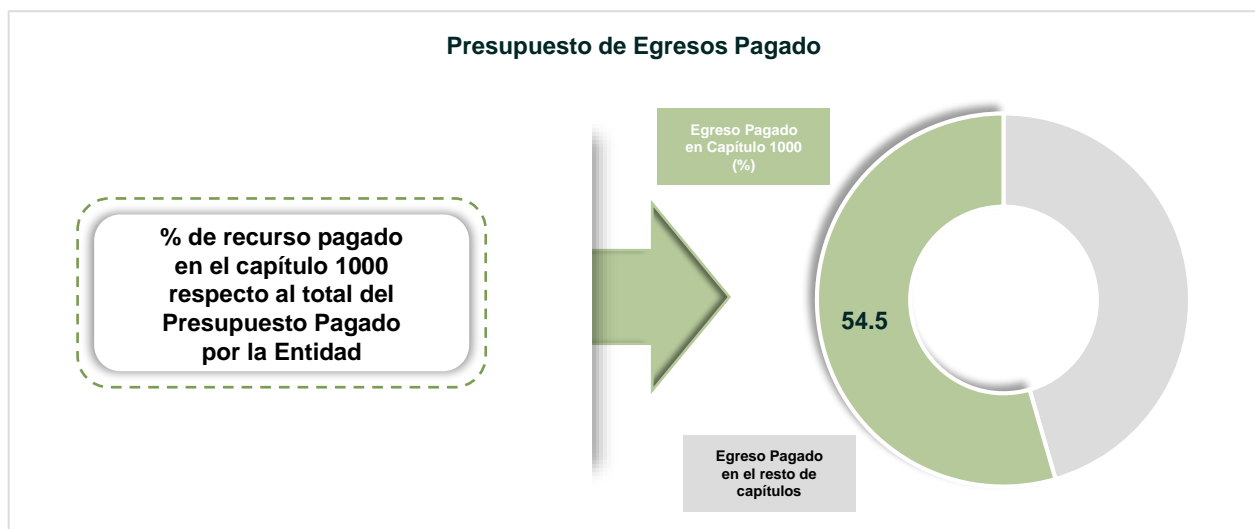 Presupuesto de Egresos Pagado
Egreso Pagado
en Capítulo 1000
(%)
% de recurso pagado
en el capítulo 1000
respecto al total del
Presupuesto Pagado
por la Entidad
54.5
Egreso Pagado
en el resto de
capítulos